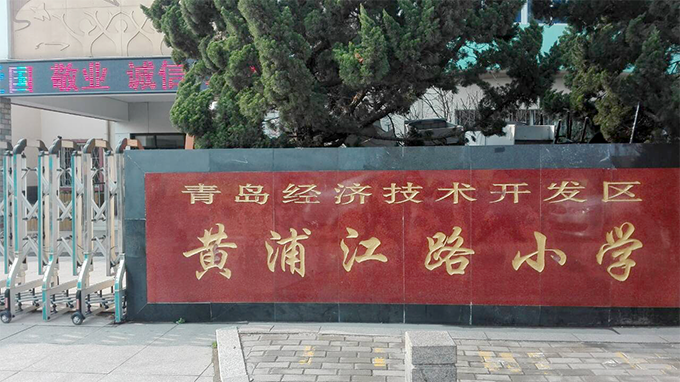 国 敬业 诚信
青岛经济技术开发区
黄浦江路小学